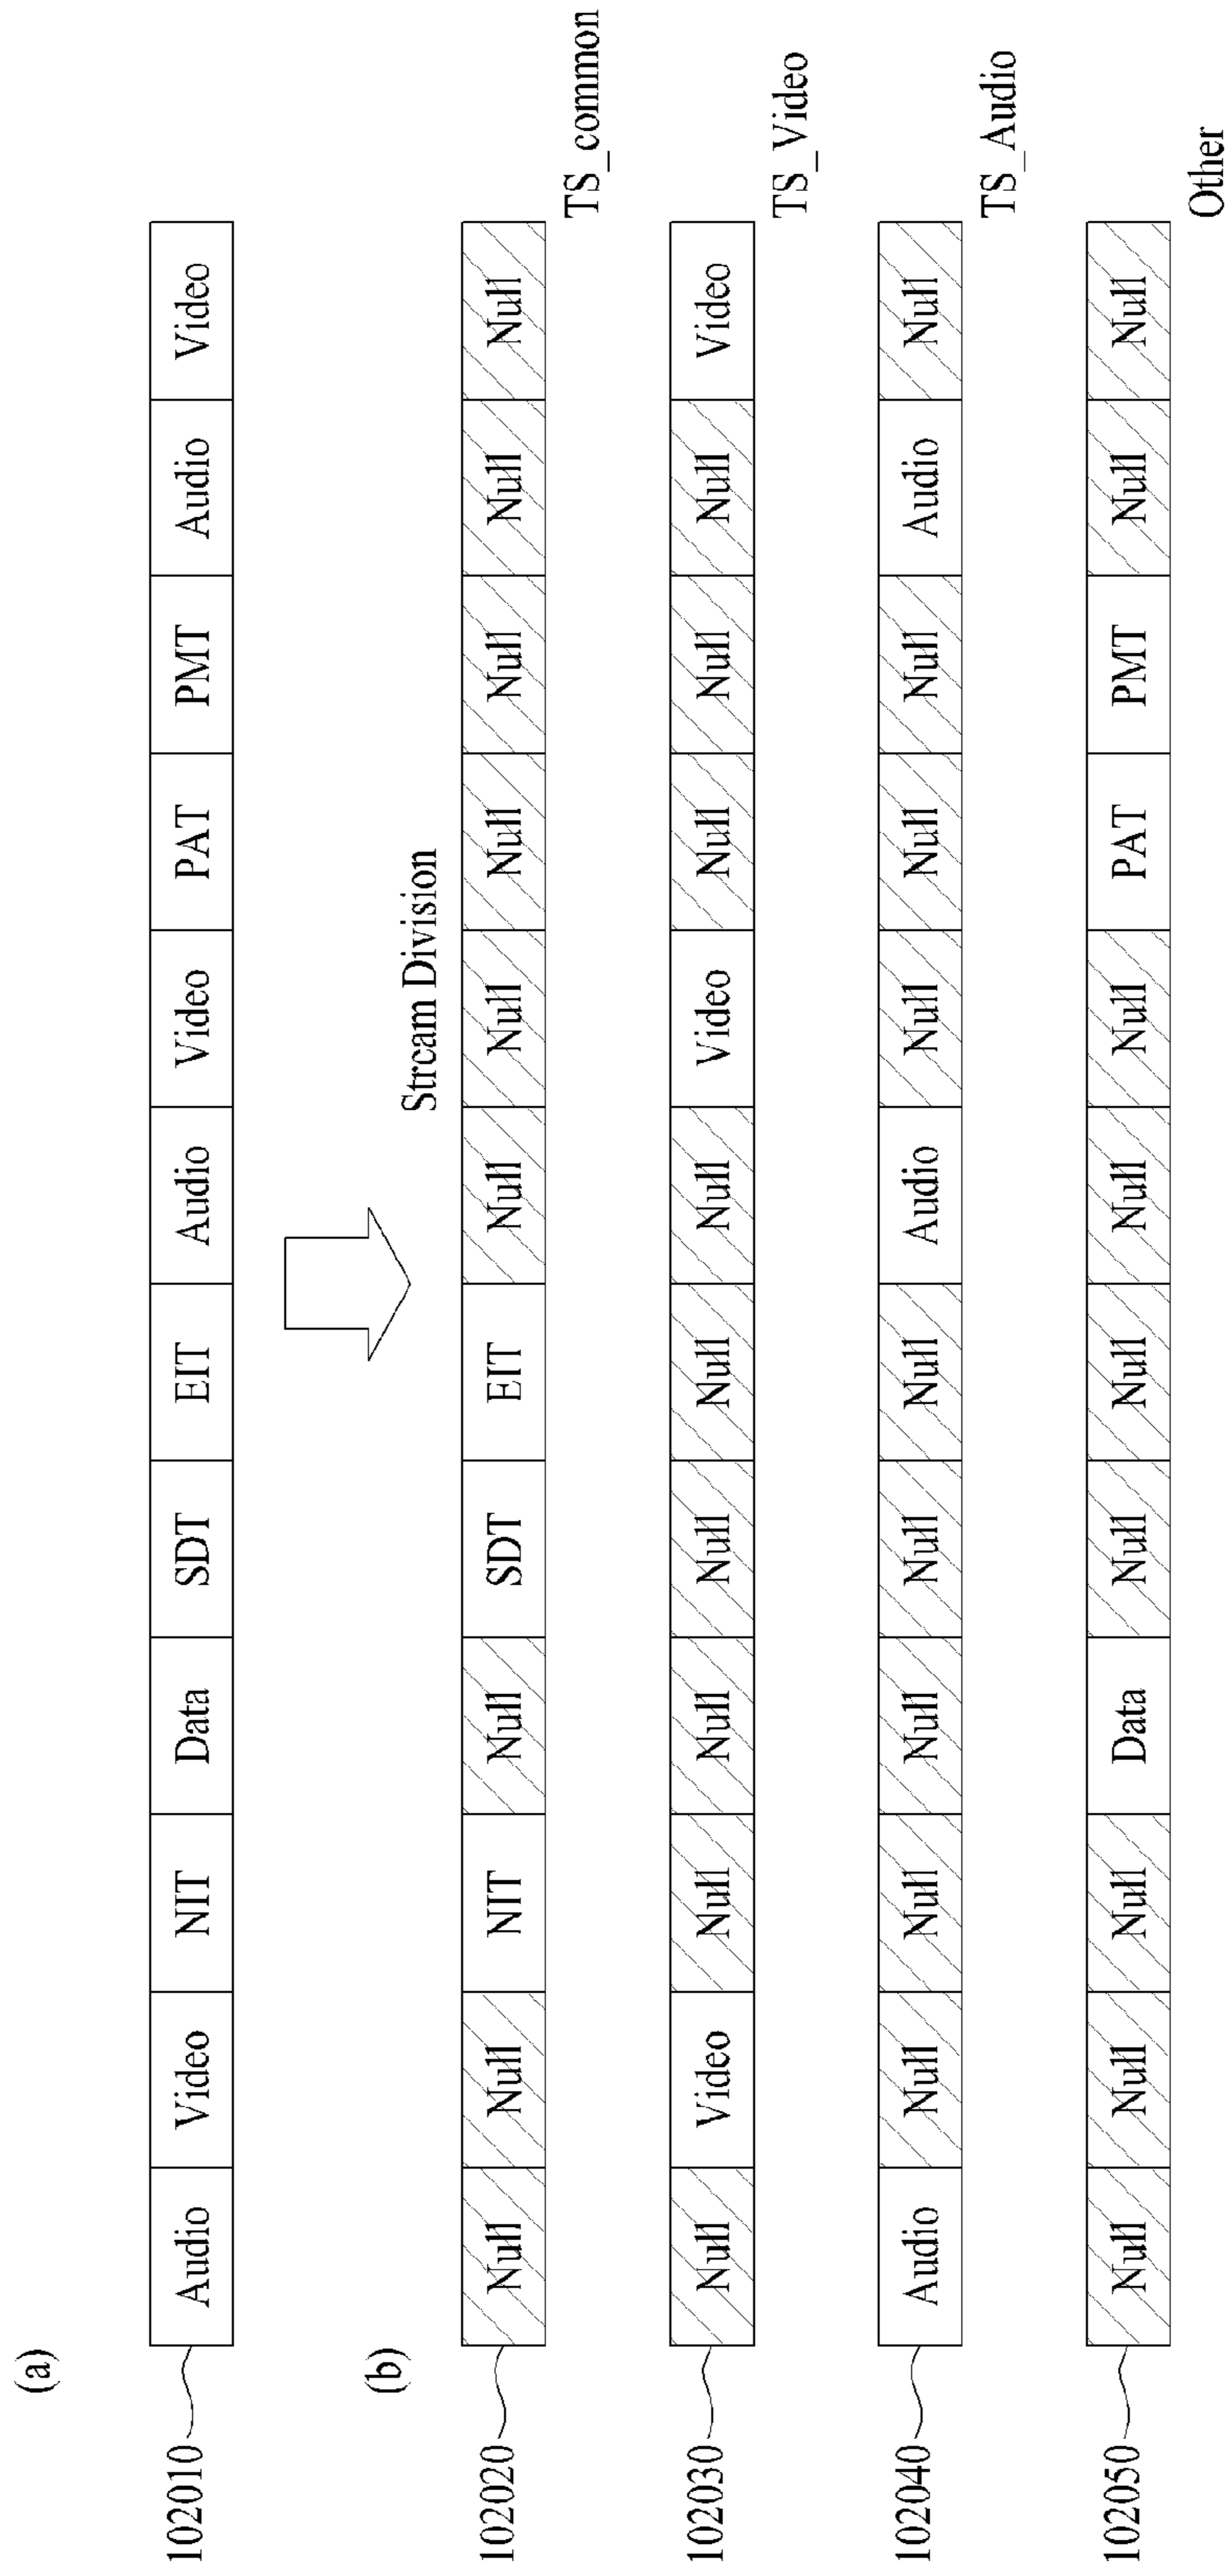 (a)
102010 Audio Video NIT Data SDT EIT Audio Video PAT PMT Audio Video
Stream Division
(b)
102020 Null Video NIT Null SDT EIT Null Null Null Null Null Null
TS_common
102030 Null Video Null Null Null Null Null Video Null Null Null Video
TS_Video
102040 Audio Null Null Null Null Null Audio Null Null Null Audio Null
TS_Audio
102050 Null Null Null Data Null Null Null Null PAT PMT Null Null
Other